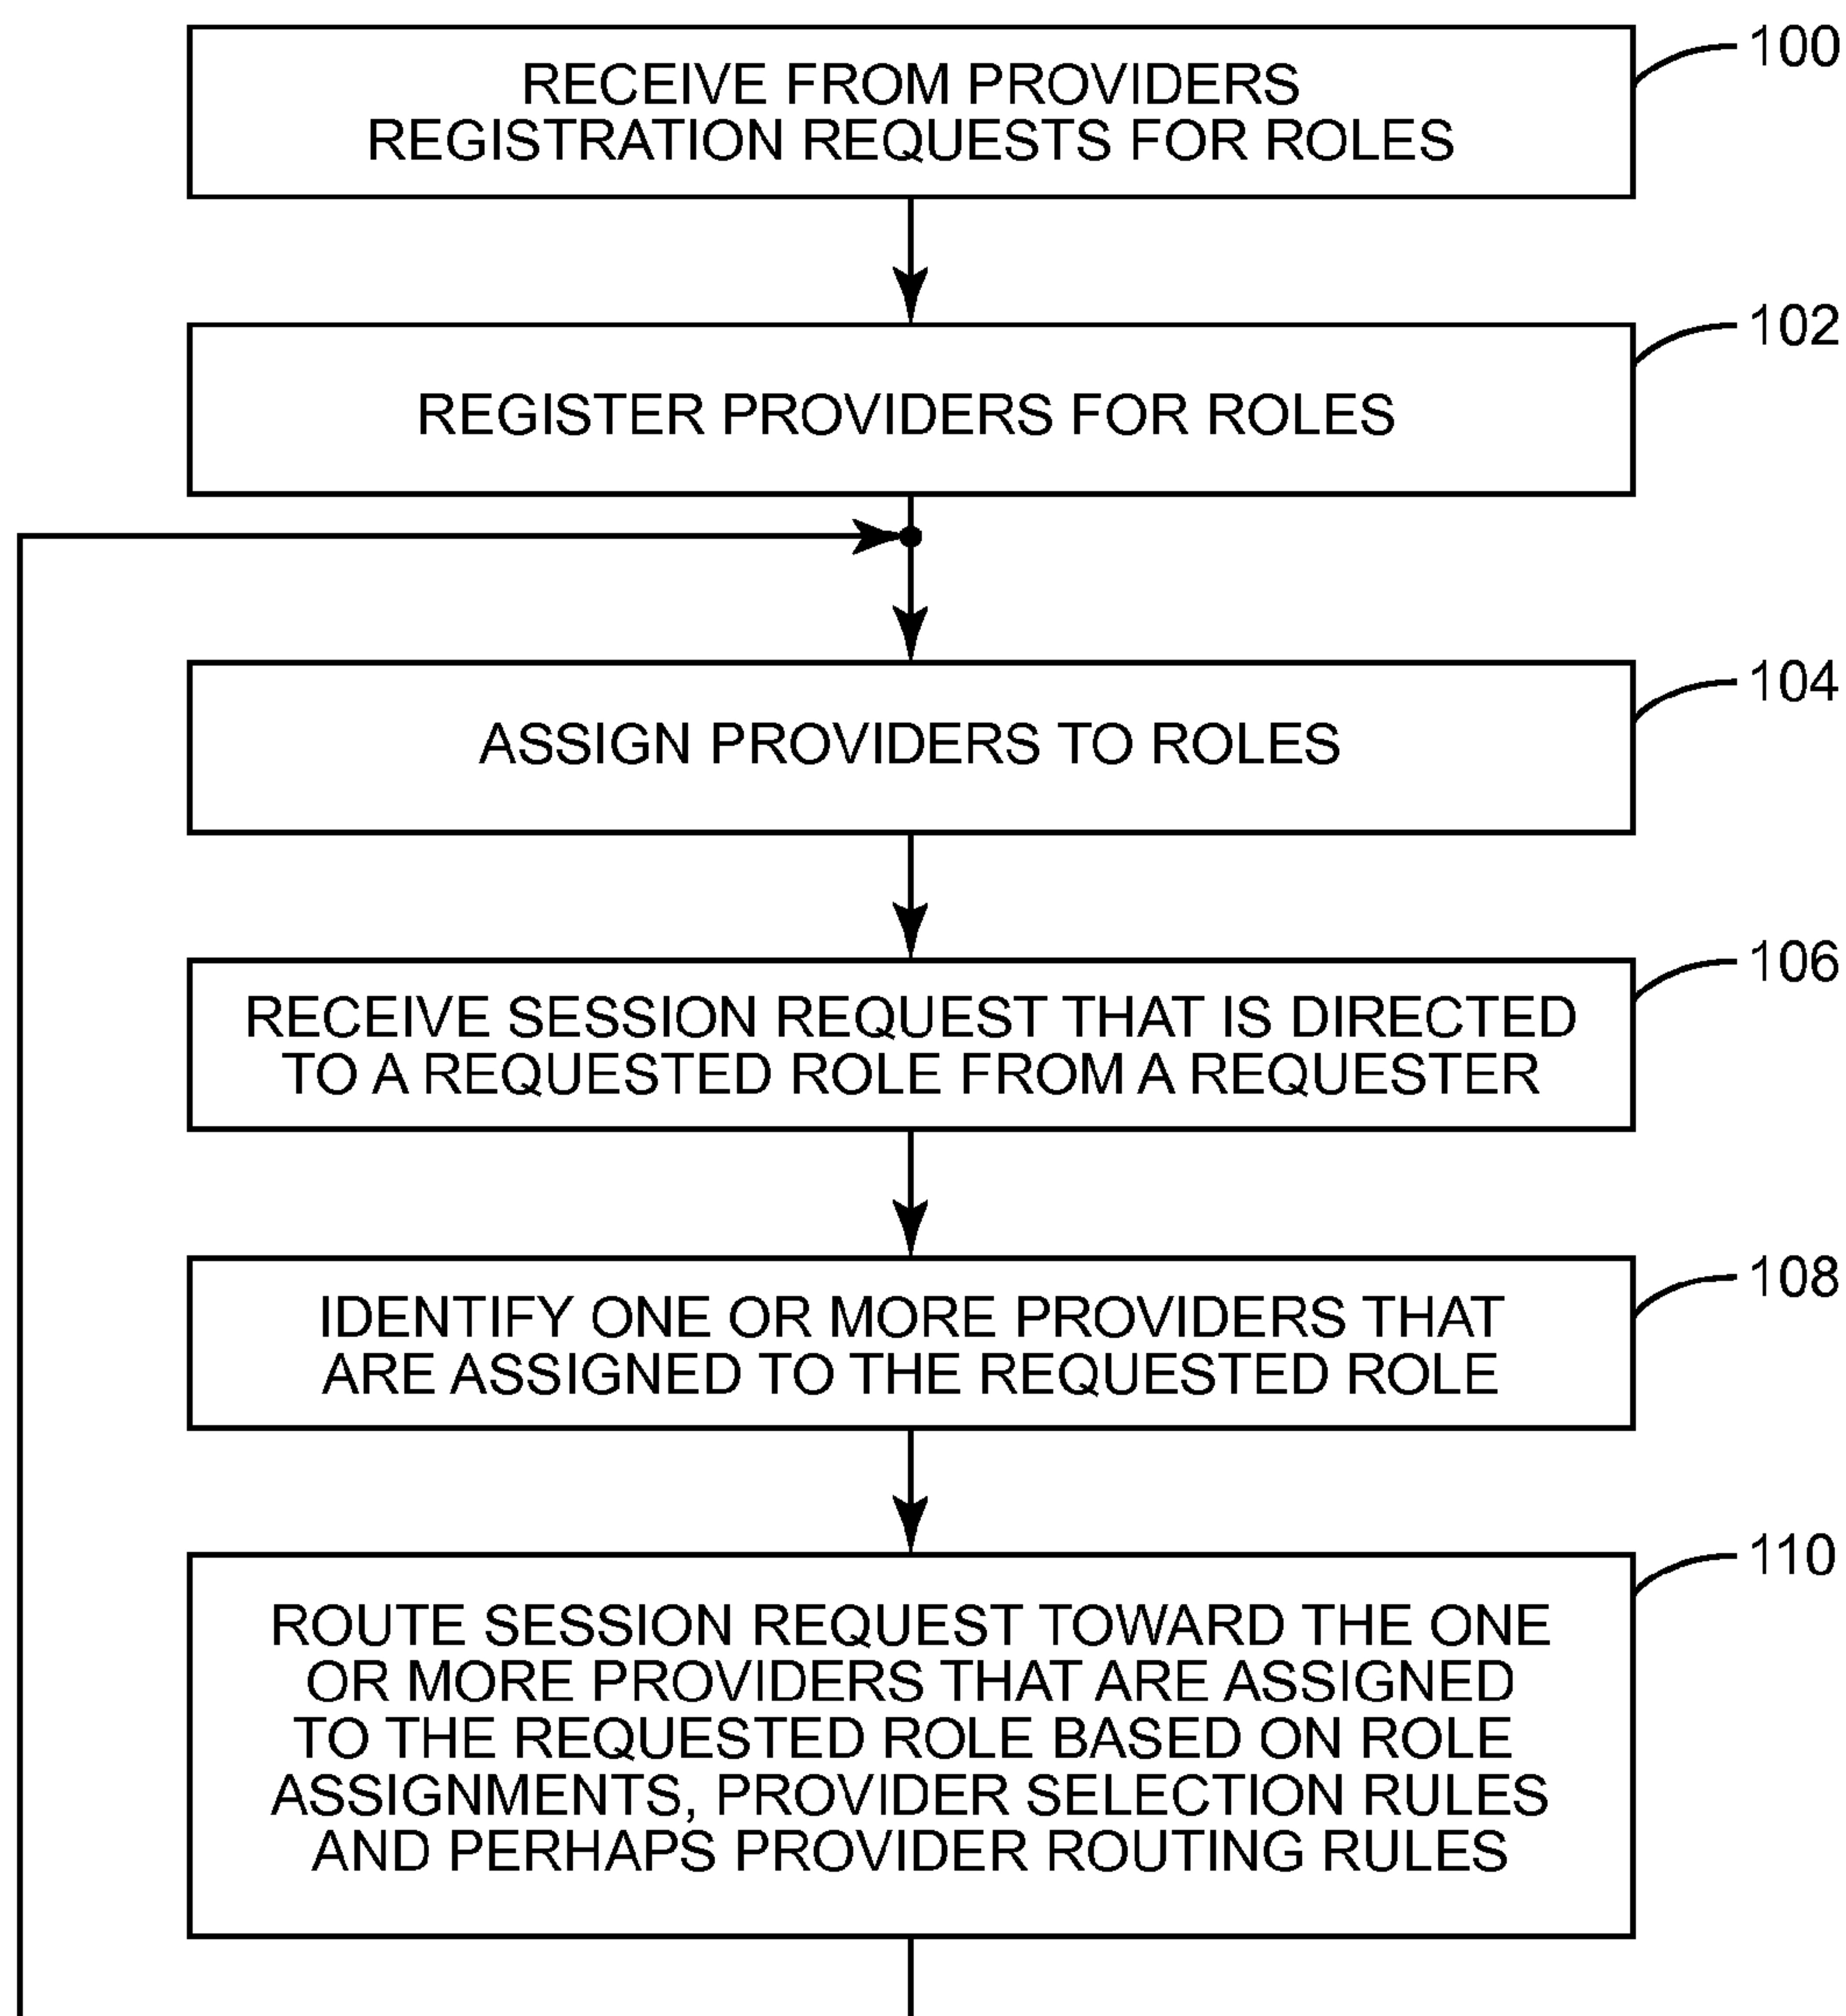 RECEIVE FROM PROVIDERS
REGISTRATION REQUESTS FOR ROLES
100
REGISTER PROVIDERS FOR ROLES
102
ASSIGN PROVIDERS TO ROLES
104
RECEIVE SESSION REQUEST THAT IS DIRECTED
TO A REQUESTED ROLE FROM A REQUESTER
106
IDENTIFY ONE OR MORE PROVIDERS THAT
ARE ASSIGNED TO THE REQUESTED ROLE
108
ROUTE SESSION REQUEST TOWARD THE ONE
OR MORE PROVIDERS THAT ARE ASSIGNED
TO THE REQUESTED ROLE BASED ON ROLE
ASSIGNMENTS, PROVIDER SELECTION RULES
AND PERHAPS PROVIDER ROUTING RULES
110